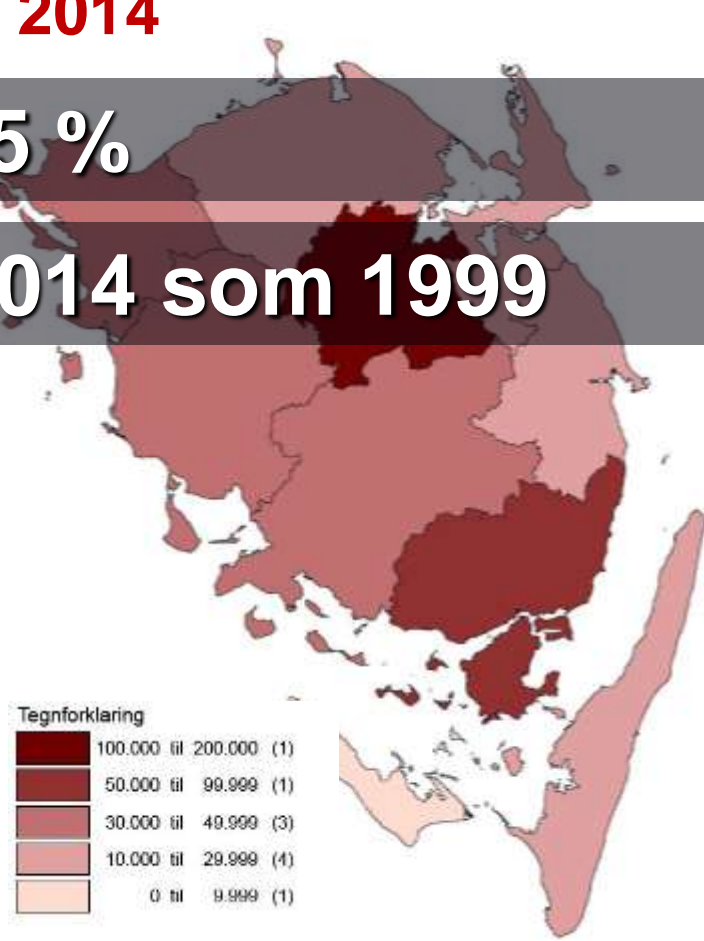 2014
5 %
014 som 1999
Tegnforklaring
100.000 til 200.000 (1)
50.000 til 99.999 (1)
30.000 til 49.999 (3)
10.000 til 29.999 (4)
0 til 9.999 (1)